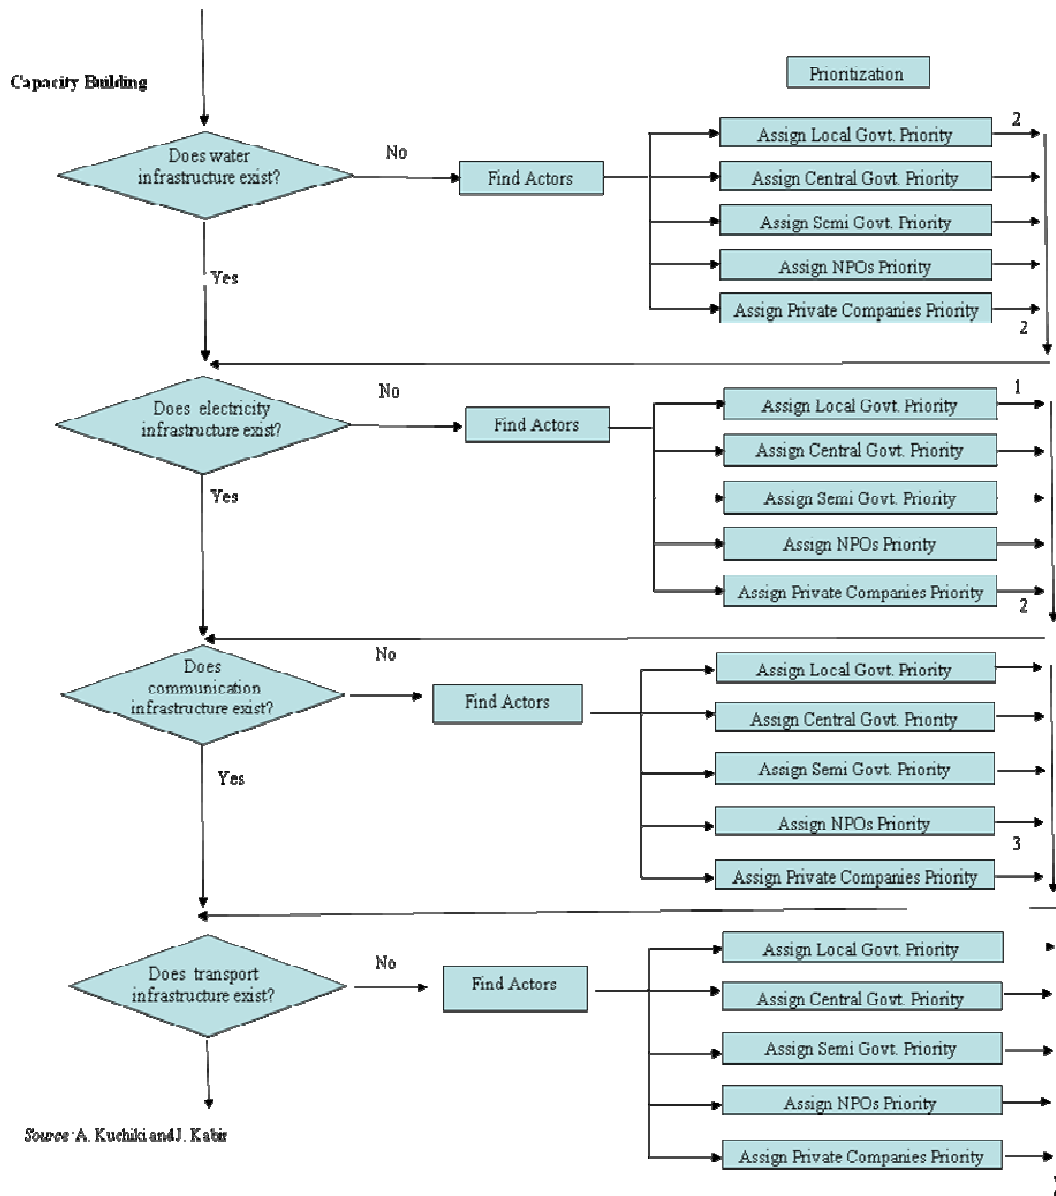 Capacity Building
Prioritization
Does water
infrastructure exist?
No
Find Actors
Assign Local Govt. Priority
2
Assign Central Govt. Priority
Assign Semi Govt. Priority
Assign NPOs Priority
Assign Private Companies Priority
2
Yes
Does electricity
infrastructure exist?
No
Find Actors
Assign Local Govt. Priority
1
Assign Central Govt. Priority
Assign Semi Govt. Priority
Assign NPOs Priority
Assign Private Companies Priority
2
Yes
Does
communication
infrastructure exist?
No
Find Actors
Assign Local Govt. Priority
Assign Central Govt. Priority
Assign Semi Govt. Priority
Assign NPOs Priority
3
Assign Private Companies Priority
Yes
Does transport
infrastructure exist?
No
Find Actors
Assign Local Govt. Priority
Assign Central Govt. Priority
Assign Semi Govt. Priority
Assign NPOs Priority
Assign Private Companies Priority
Source: A. Kuchiki and J. Kabir